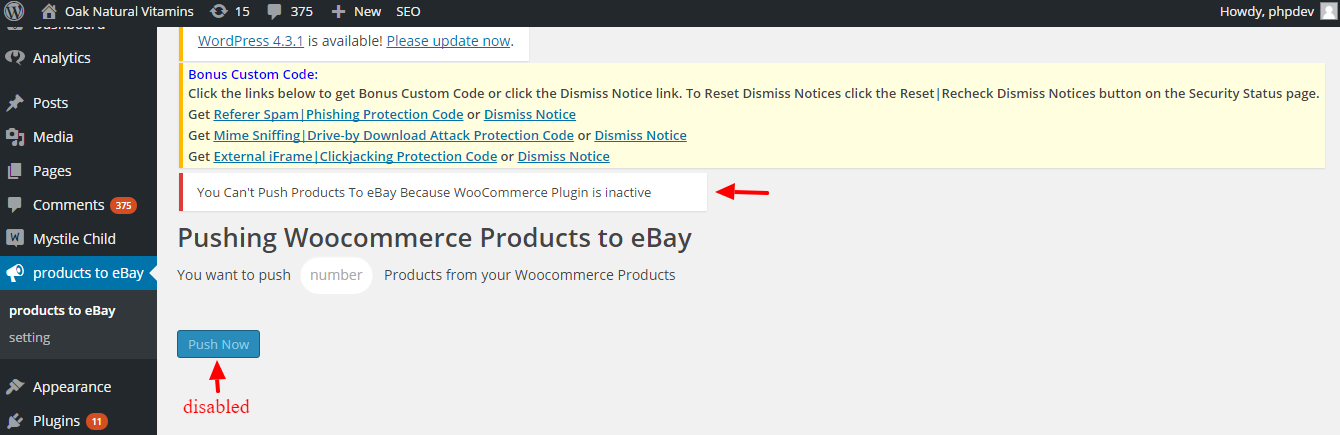 Oak Natural Vitamins 15 375 New SEO Howdy, phpdev
Dashboard
Analytics
Posts
Media
Pages
Comments 375
Mystile Child
products to eBay
products to eBay
setting
Appearance
Plugins 11
WordPress 4.3.1 is available! Please update now.
Bonus Custom Code:
Click the links below to get Bonus Custom Code or click the Dismiss Notice link. To Reset Dismiss Notices click the Reset|Recheck Dismiss Notices button on the Security Status page.
Get Referer Spam|Phishing Protection Code or Dismiss Notice
Get Mime Sniffing|Drive-by Download Attack Protection Code or Dismiss Notice
Get External iFrame|Clickjacking Protection Code or Dismiss Notice
You Can't Push Products To eBay Because WooCommerce Plugin is inactive
Pushing Woocommerce Products to eBay
You want to push number Products from your Woocommerce Products
Push Now
disabled